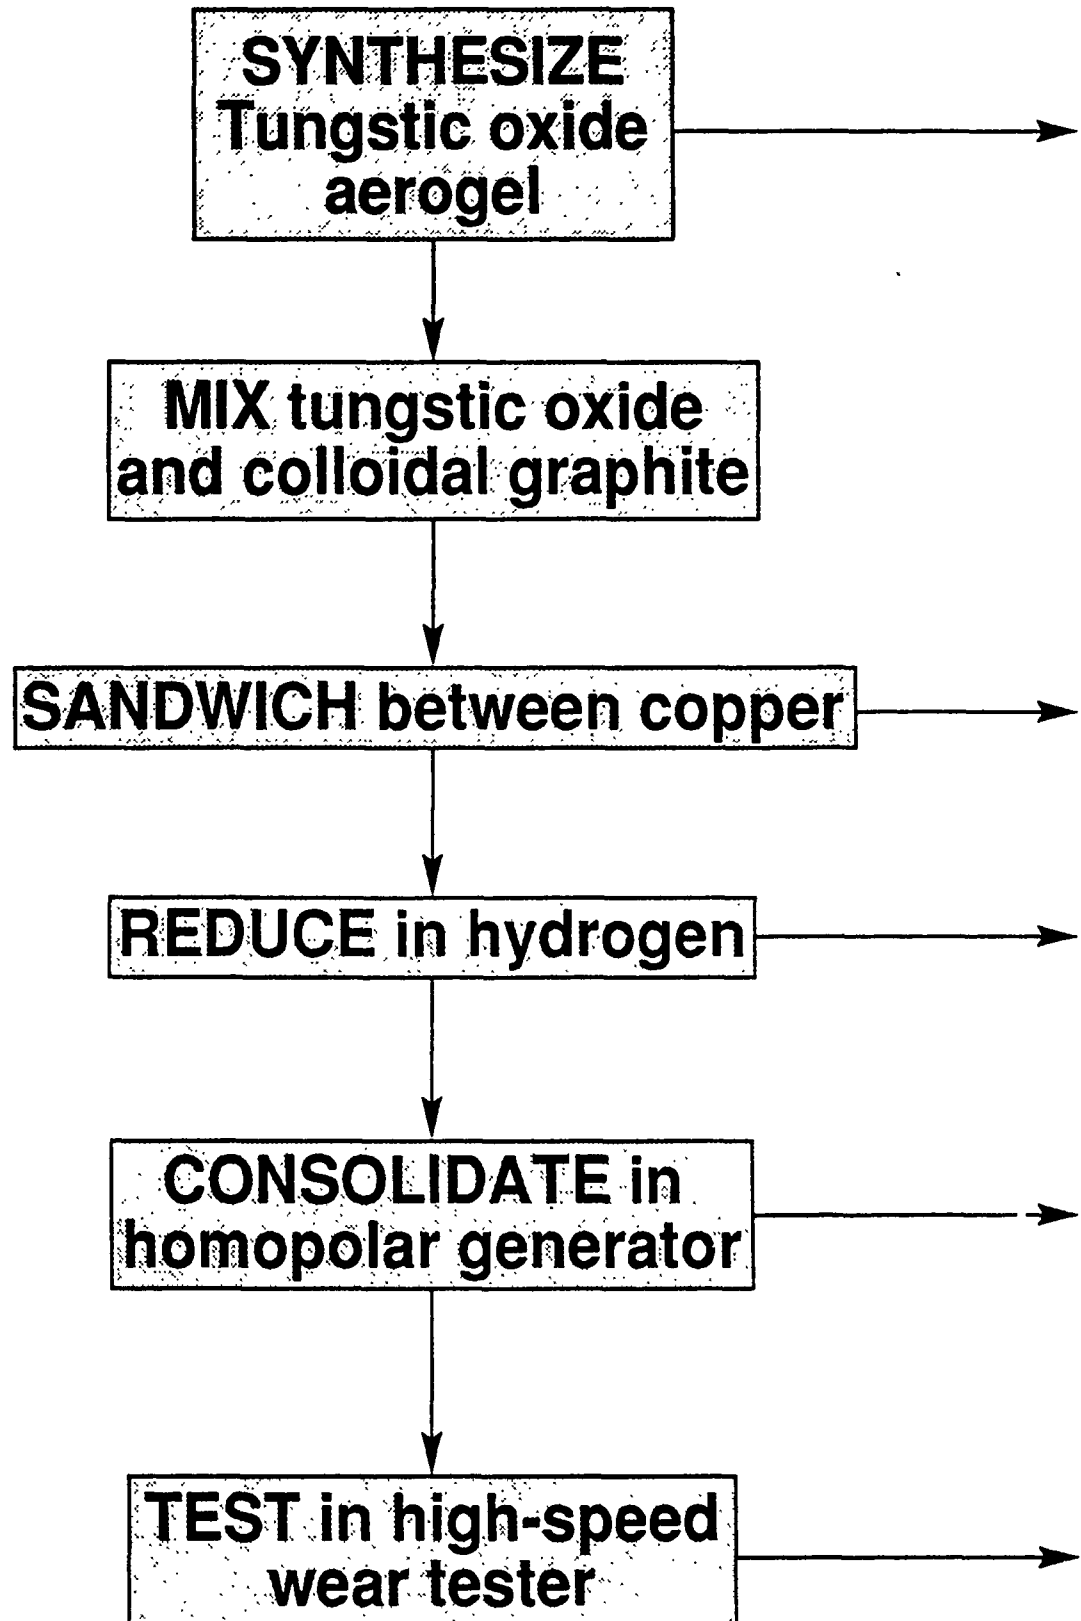 SYNTHESIZE
Tungstic oxide
aerogel
MIX tungstic oxide
and colloidal graphite
SANDWICH between copper
REDUCE in hydrogen
CONSOLIDATE in
homopolar generator
TEST in high-speed
wear tester